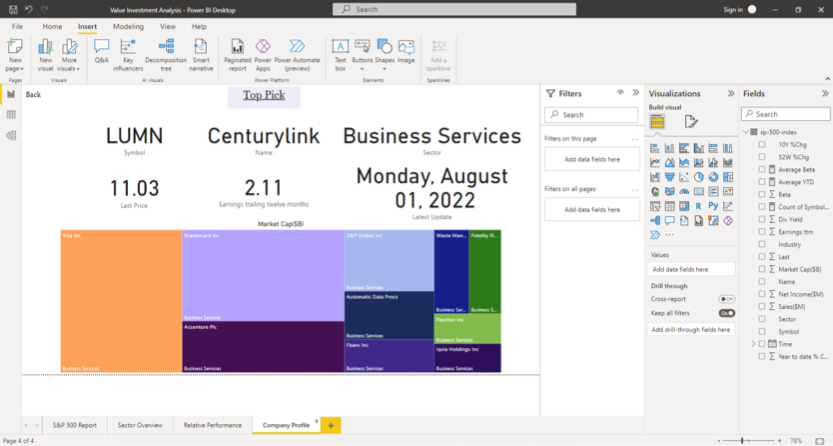 Value Investment Analysis - Power BI Desktop
Search
Sign in
File Home Insert Modeling View Help
New page
New visual
More visuals
Q&A
Key influencers
Decomposition tree
Smart narrative
Paginated report
Power Apps
Power Automate (preview)
Text box
Buttons
Shapes
Image
Add a sparkline
Pages
Visuals
AI visuals
Power Platform
Elements
Sparklines
Back
Top Pick
LUMN
Symbol
Centurylink
Name
Business Services
Sector
11.03
Last Price
2.11
Earnings trailing twelve months
Monday, August
01, 2022
Latest Update
Market Cap($B)
Visa Inc
Business Services
Mastercard Inc
Business Services
Accenture Plc
Business Services
S&P Global Inc
Business Services
Automatic Data Procs
Business Services
Fiserv Inc
Business Services
Waste Man...
Business Ser...
Fidelity N...
Business S...
Paychex Inc
Business Services
Iqvia Holdings Inc
Business Services
Filters
Search
Filters on this page
...
Add data fields here
Filters on all pages
...
Add data fields here
Visualizations
Build visual
R Py
...
Values
Add data fields here
Drill through
Cross-report
Off
Keep all filters
On
Add drill-through fields here
Fields
Search
sp-500-index
10Y %Chg
52W %Chg
Average Beta
Average YTD
Beta
Count of Symbol...
Div Yield
Earnings ttm
Industry
Last
Market Cap($B)
Name
Net Income($M)
Sales($M)
Sector
Symbol
Time
Year to date % C...
S&P 500 Report
Sector Overview
Relative Performance
Company Profile
Page 4 of 4
78%